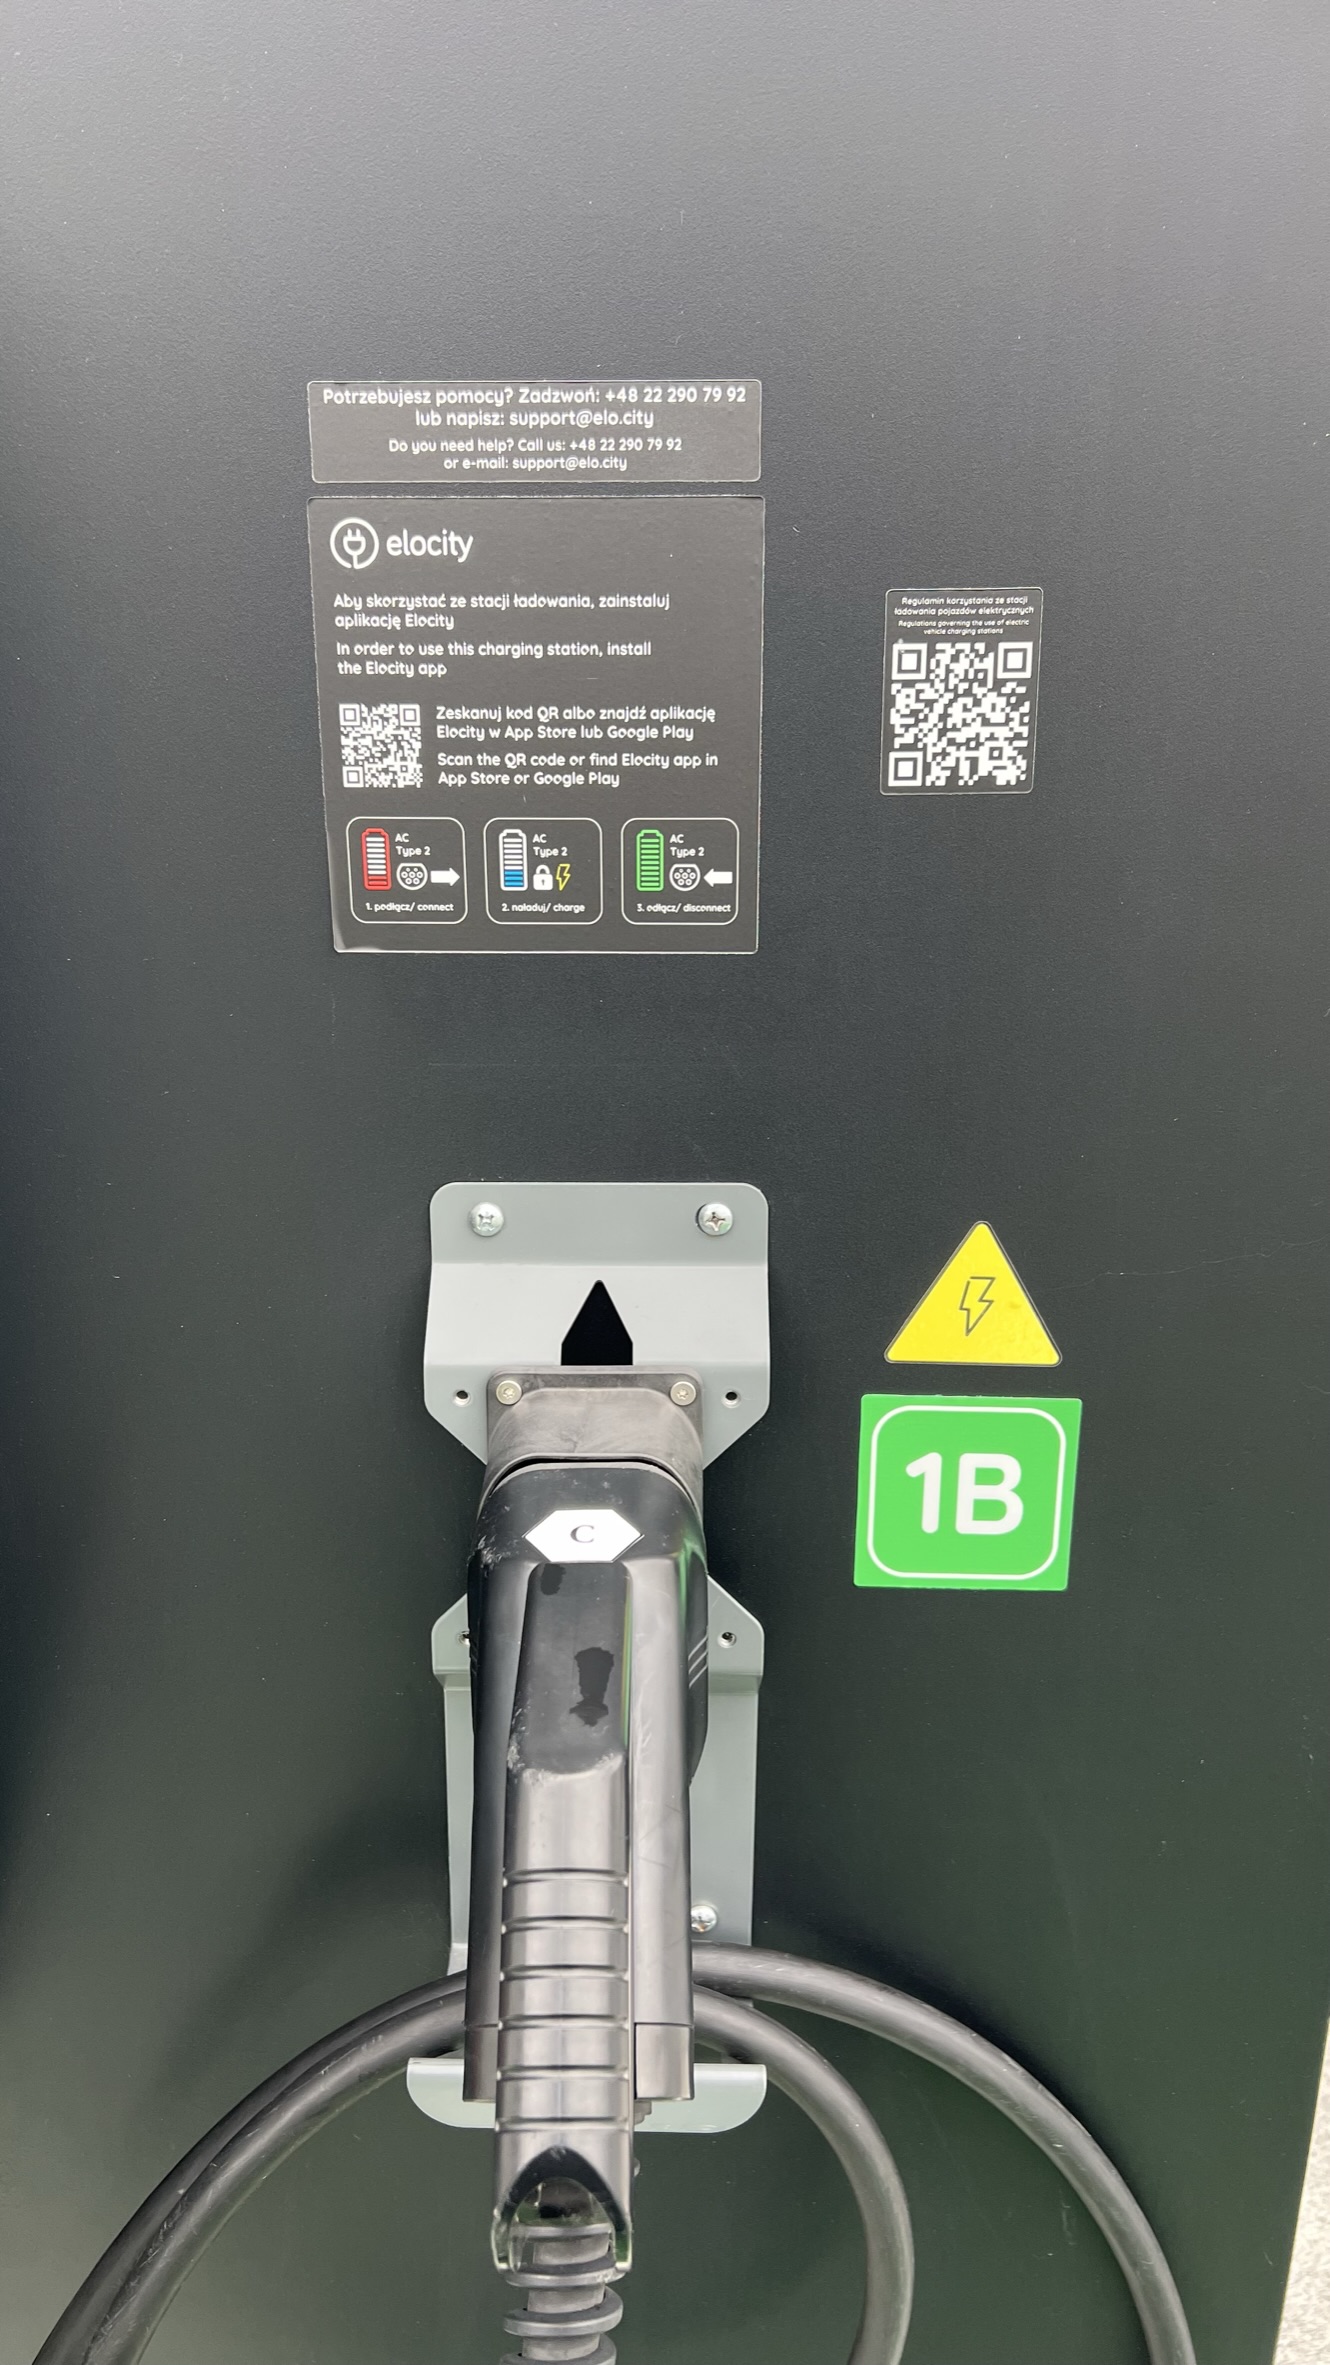 Potrzebujesz pomocy? Zadzwoń: +48 22 290 79 92
lub napisz: support@elo.city
Do you need help? Call us: +48 22 290 79 92
or e-mail: support@elo.city
elocity
Aby skorzystać ze stacji ładowania, zainstaluj
aplikację Elocity
In order to use this charging station, install
the Elocity app
Zeskanuj kod QR albo znajdź aplikację
Elocity w App Store lub Google Play
Scan the QR code or find Elocity app in
App Store or Google Play
AC
Type 2
1. podłącz/ connect
AC
Type 2
2. naładuj/ charge
AC
Type 2
3. odłącz/ disconnect
Regulamin korzystania ze stacji
ładowania pojazdów elektrycznych
Regulations governing the use of electric
vehicle charging stations
C
1B